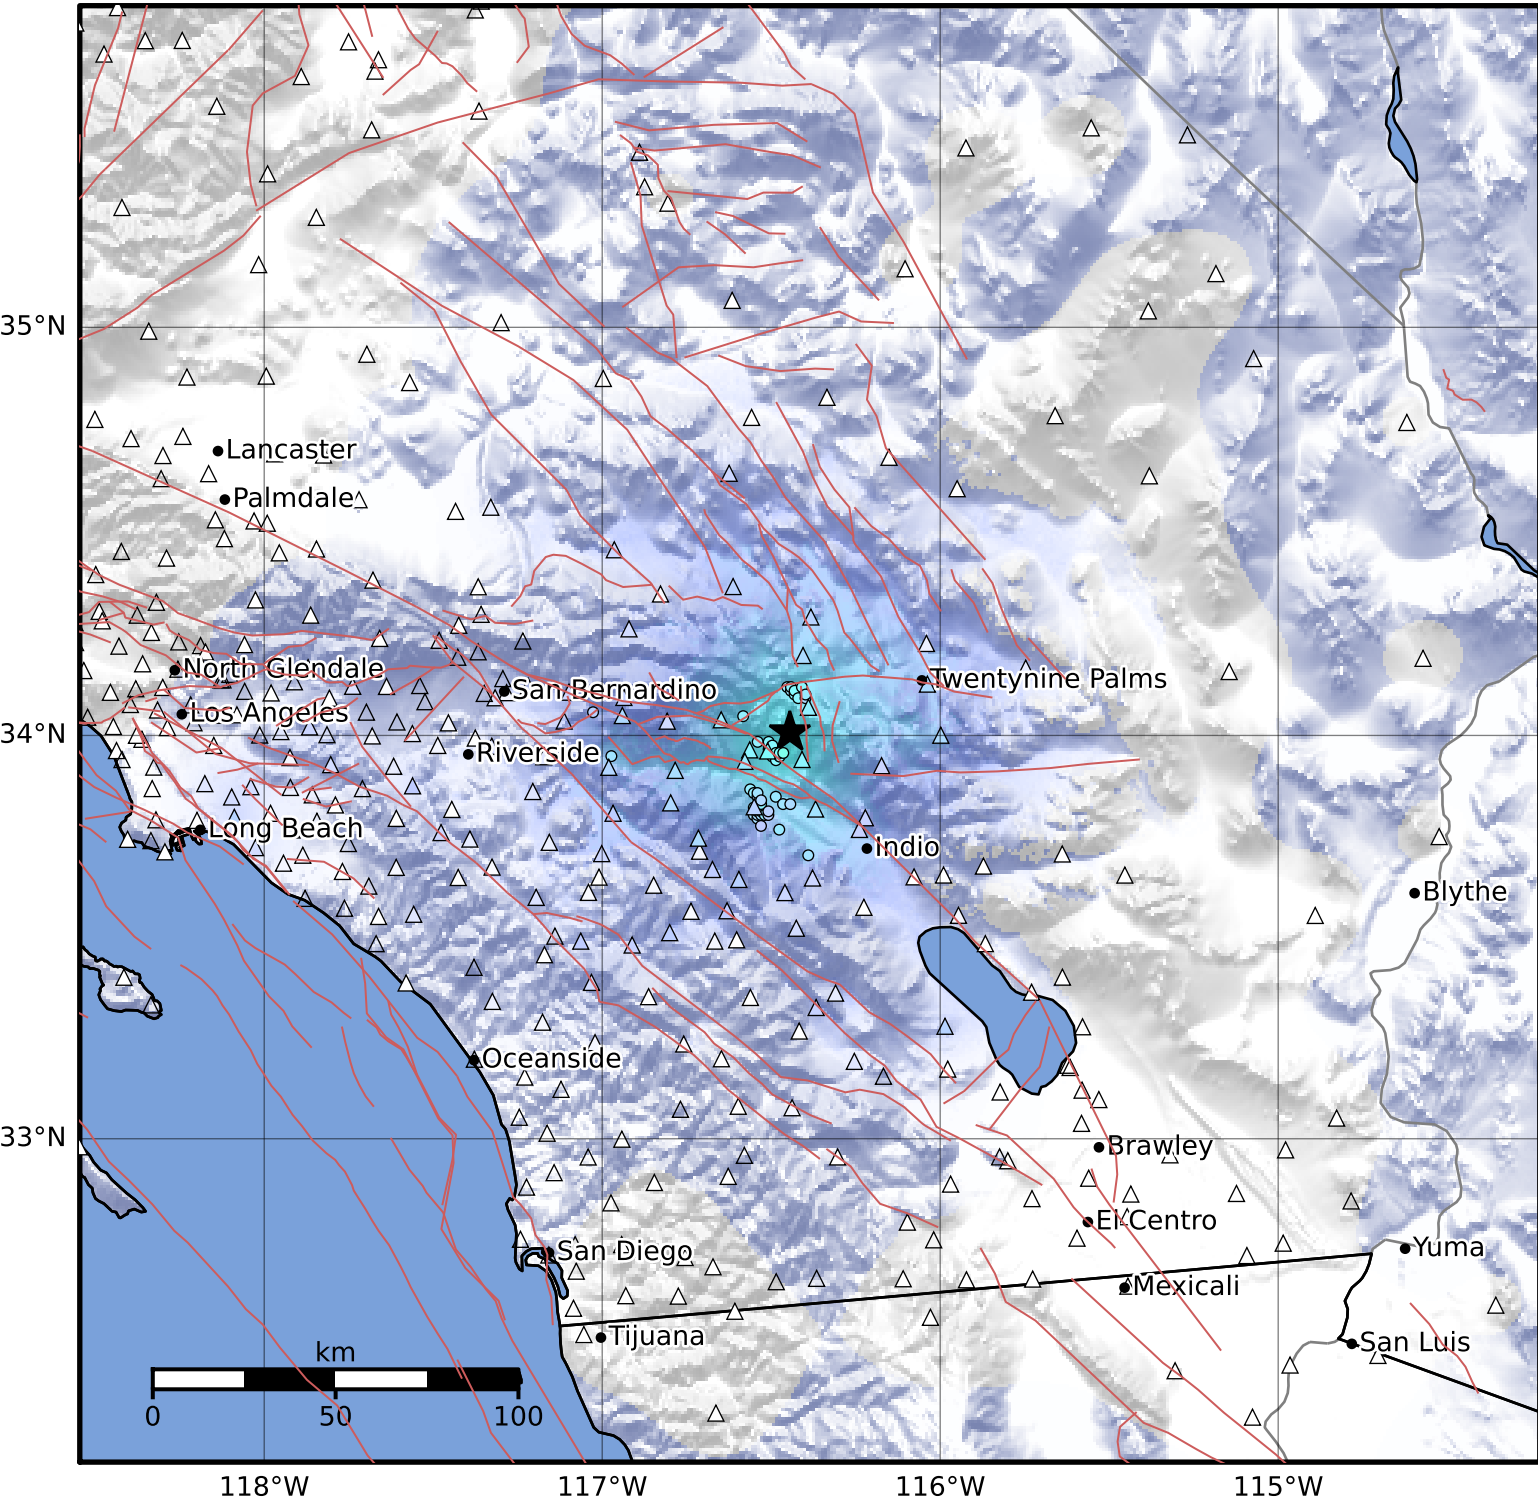 35°N
Lancaster
Palmdale
North Glendale
Twentynine Palms
San Bernardino
Los Angeles
34°N
Riverside
Long Beach
Indio
Blythe
Oceanside
33°N
Brawley
El Centro
San Diego
Yuma
Mexicali
Tijuana
San Luis
km
0 50 100
118°W 117°W 116°W 115°W